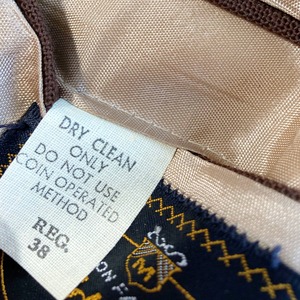 DRY CLEAN
ONLY
DO NOT USE
COIN OPERATED
METHOD
REG.
38
M